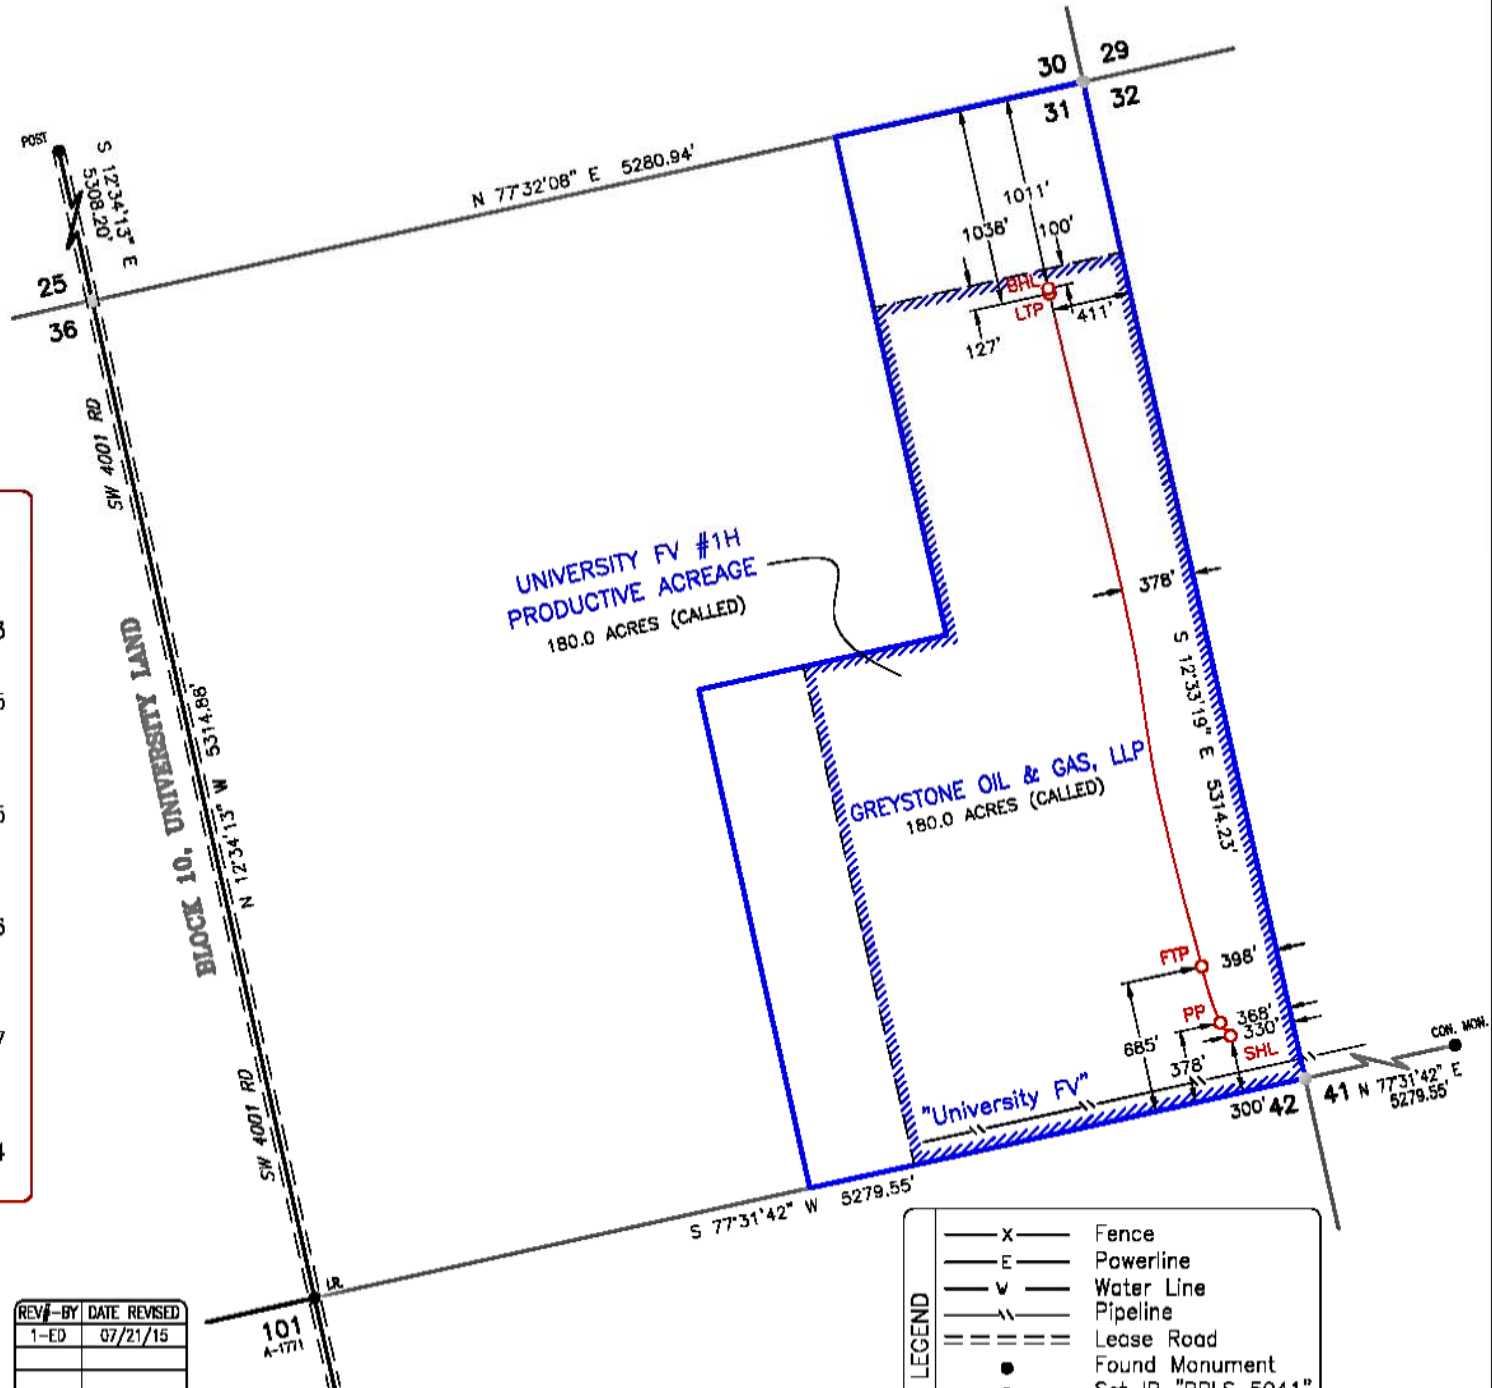 30
29
31
32
POST
S 12°34'13" E
5308.20'
N 77°32'08" E 5280.94'
25
36
1011'
1038'
100'
BHL
LTP
411'
127'
SW 4001 RD
UNIVERSITY FV #1H
PRODUCTIVE ACREAGE
180.0 ACRES (CALLED)
378'
S 12°33'19" E 5314.23'
BLOCK 10, UNIVERSITY LAND
N 12°34'13" W 5314.88'
GREYSTONE OIL & GAS, LLP
180.0 ACRES (CALLED)
FTP
398'
PP
368'
330'
SHL
685'
378'
CON. MON.
"University FV"
300'
42
41
N 77°31'42" E
5279.55'
SW 4001 RD
S 77°31'42" W 5279.55'
I.R.
101
A-1771
REV#-BY DATE REVISED
1-ED 07/21/15
LEGEND
X Fence
E Powerline
W Water Line
Pipeline
Lease Road
Found Monument